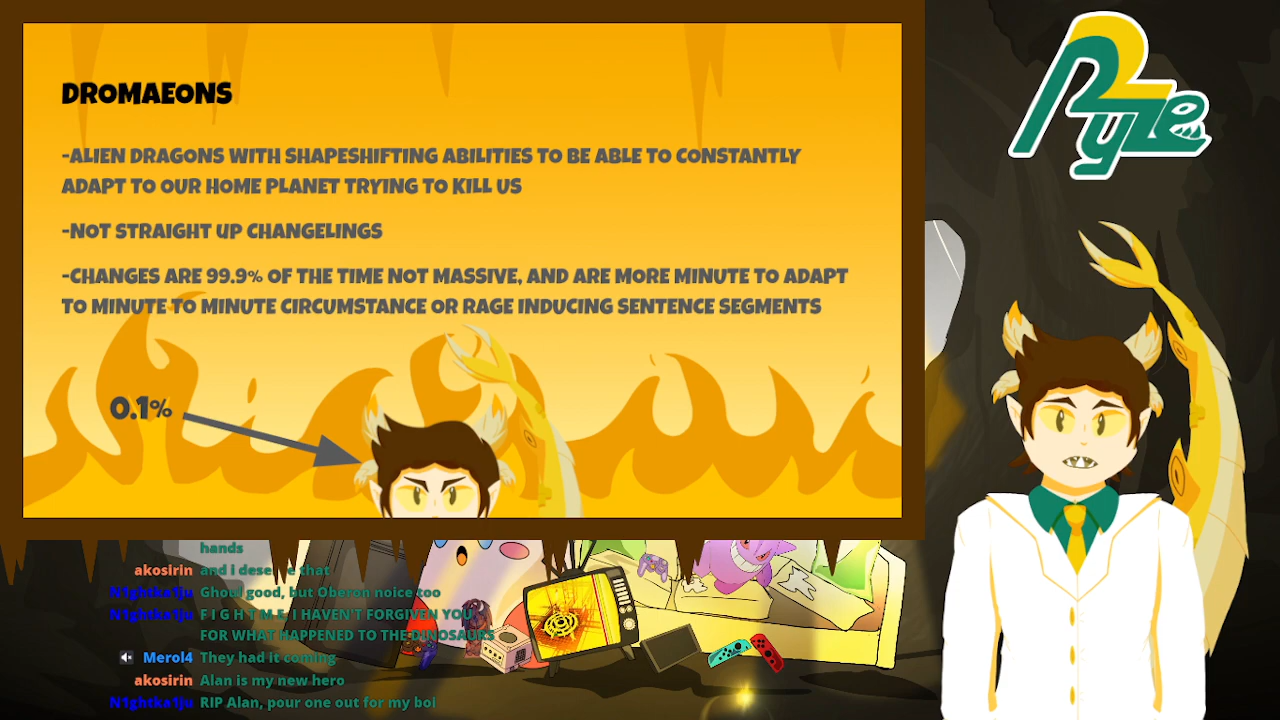 DROMAEONS
-ALIEN DRAGONS WITH SHAPESHIFTING ABILITIES TO BE ABLE TO CONSTANTLY
ADAPT TO OUR HOME PLANET TRYING TO KILL US
-NOT STRAIGHT UP CHANGELINGS
-CHANGES ARE 99.9% OF THE TIME NOT MASSIVE, AND ARE MORE MINUTE TO ADAPT
TO MINUTE TO MINUTE CIRCUMSTANCE OR RAGE INDUCING SENTENCE SEGMENTS
0.1%
Ryze
hands
akosirin and i deserve that
N1ghtka1ju Ghoul good, but Oberon noice too
N1ghtka1ju F I G H T M E I HAVEN'T FORGIVEN YOU
FOR WHAT HAPPENED TO THE DINOSAURS
Merol4 They had it coming
akosirin Alan is my new hero
N1ghtka1ju RIP Alan, pour one out for my boi